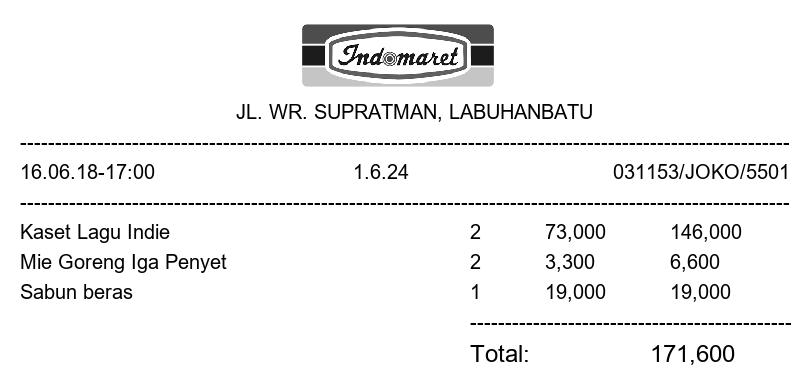 Indomaret
JL. WR. SUPRATMAN, LABUHANBATU
16.06.18-17:00 1.6.24 031153/JOKO/5501
Kaset Lagu Indie 2 73,000 146,000
Mie Goreng Iga Penyet 2 3,300 6,600
Sabun beras 1 19,000 19,000
Total: 171,600